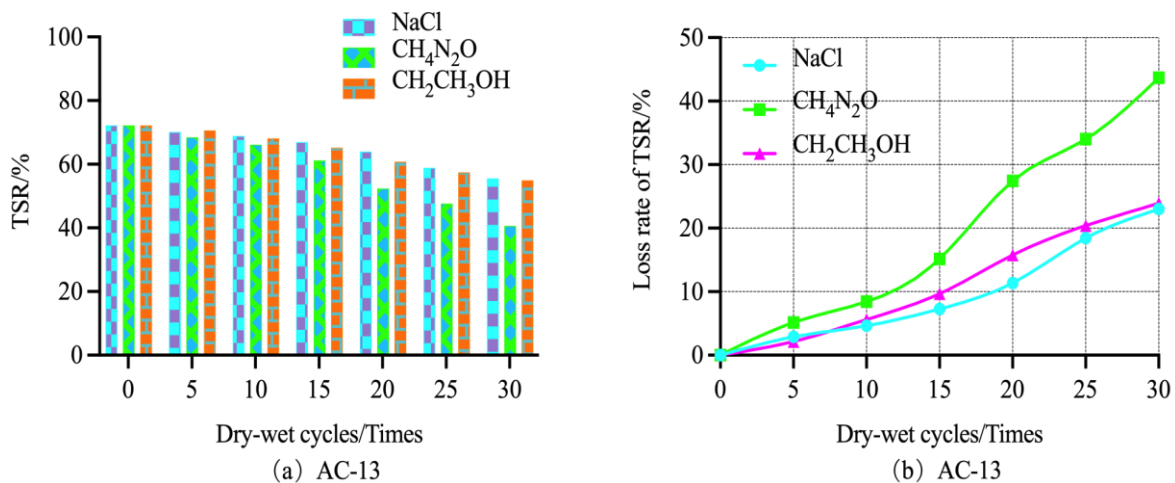 100
80
60
40
20
0
TSR/%
NaCl
CH₄N₂O
CH₂CH₃OH
0 5 10 15 20 25 30
Dry-wet cycles/Times
(a) AC-13
50
40
30
20
10
0
Loss rate of TSR/%
NaCl
CH₄N₂O
CH₂CH₃OH
0 5 10 15 20 25 30
Dry-wet cycles/Times
(b) AC-13